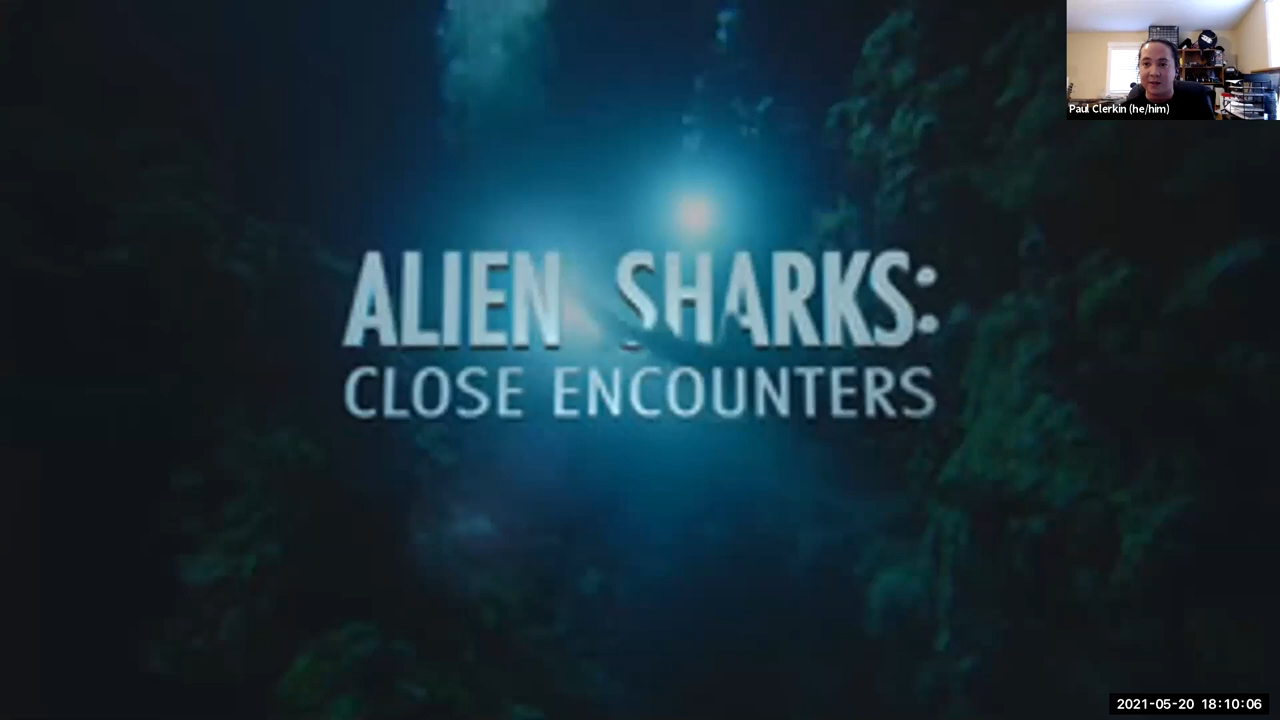 Paul Clerkin (he/him)
ALIEN SHARKS:
CLOSE ENCOUNTERS
2021-05-20 18:10:06